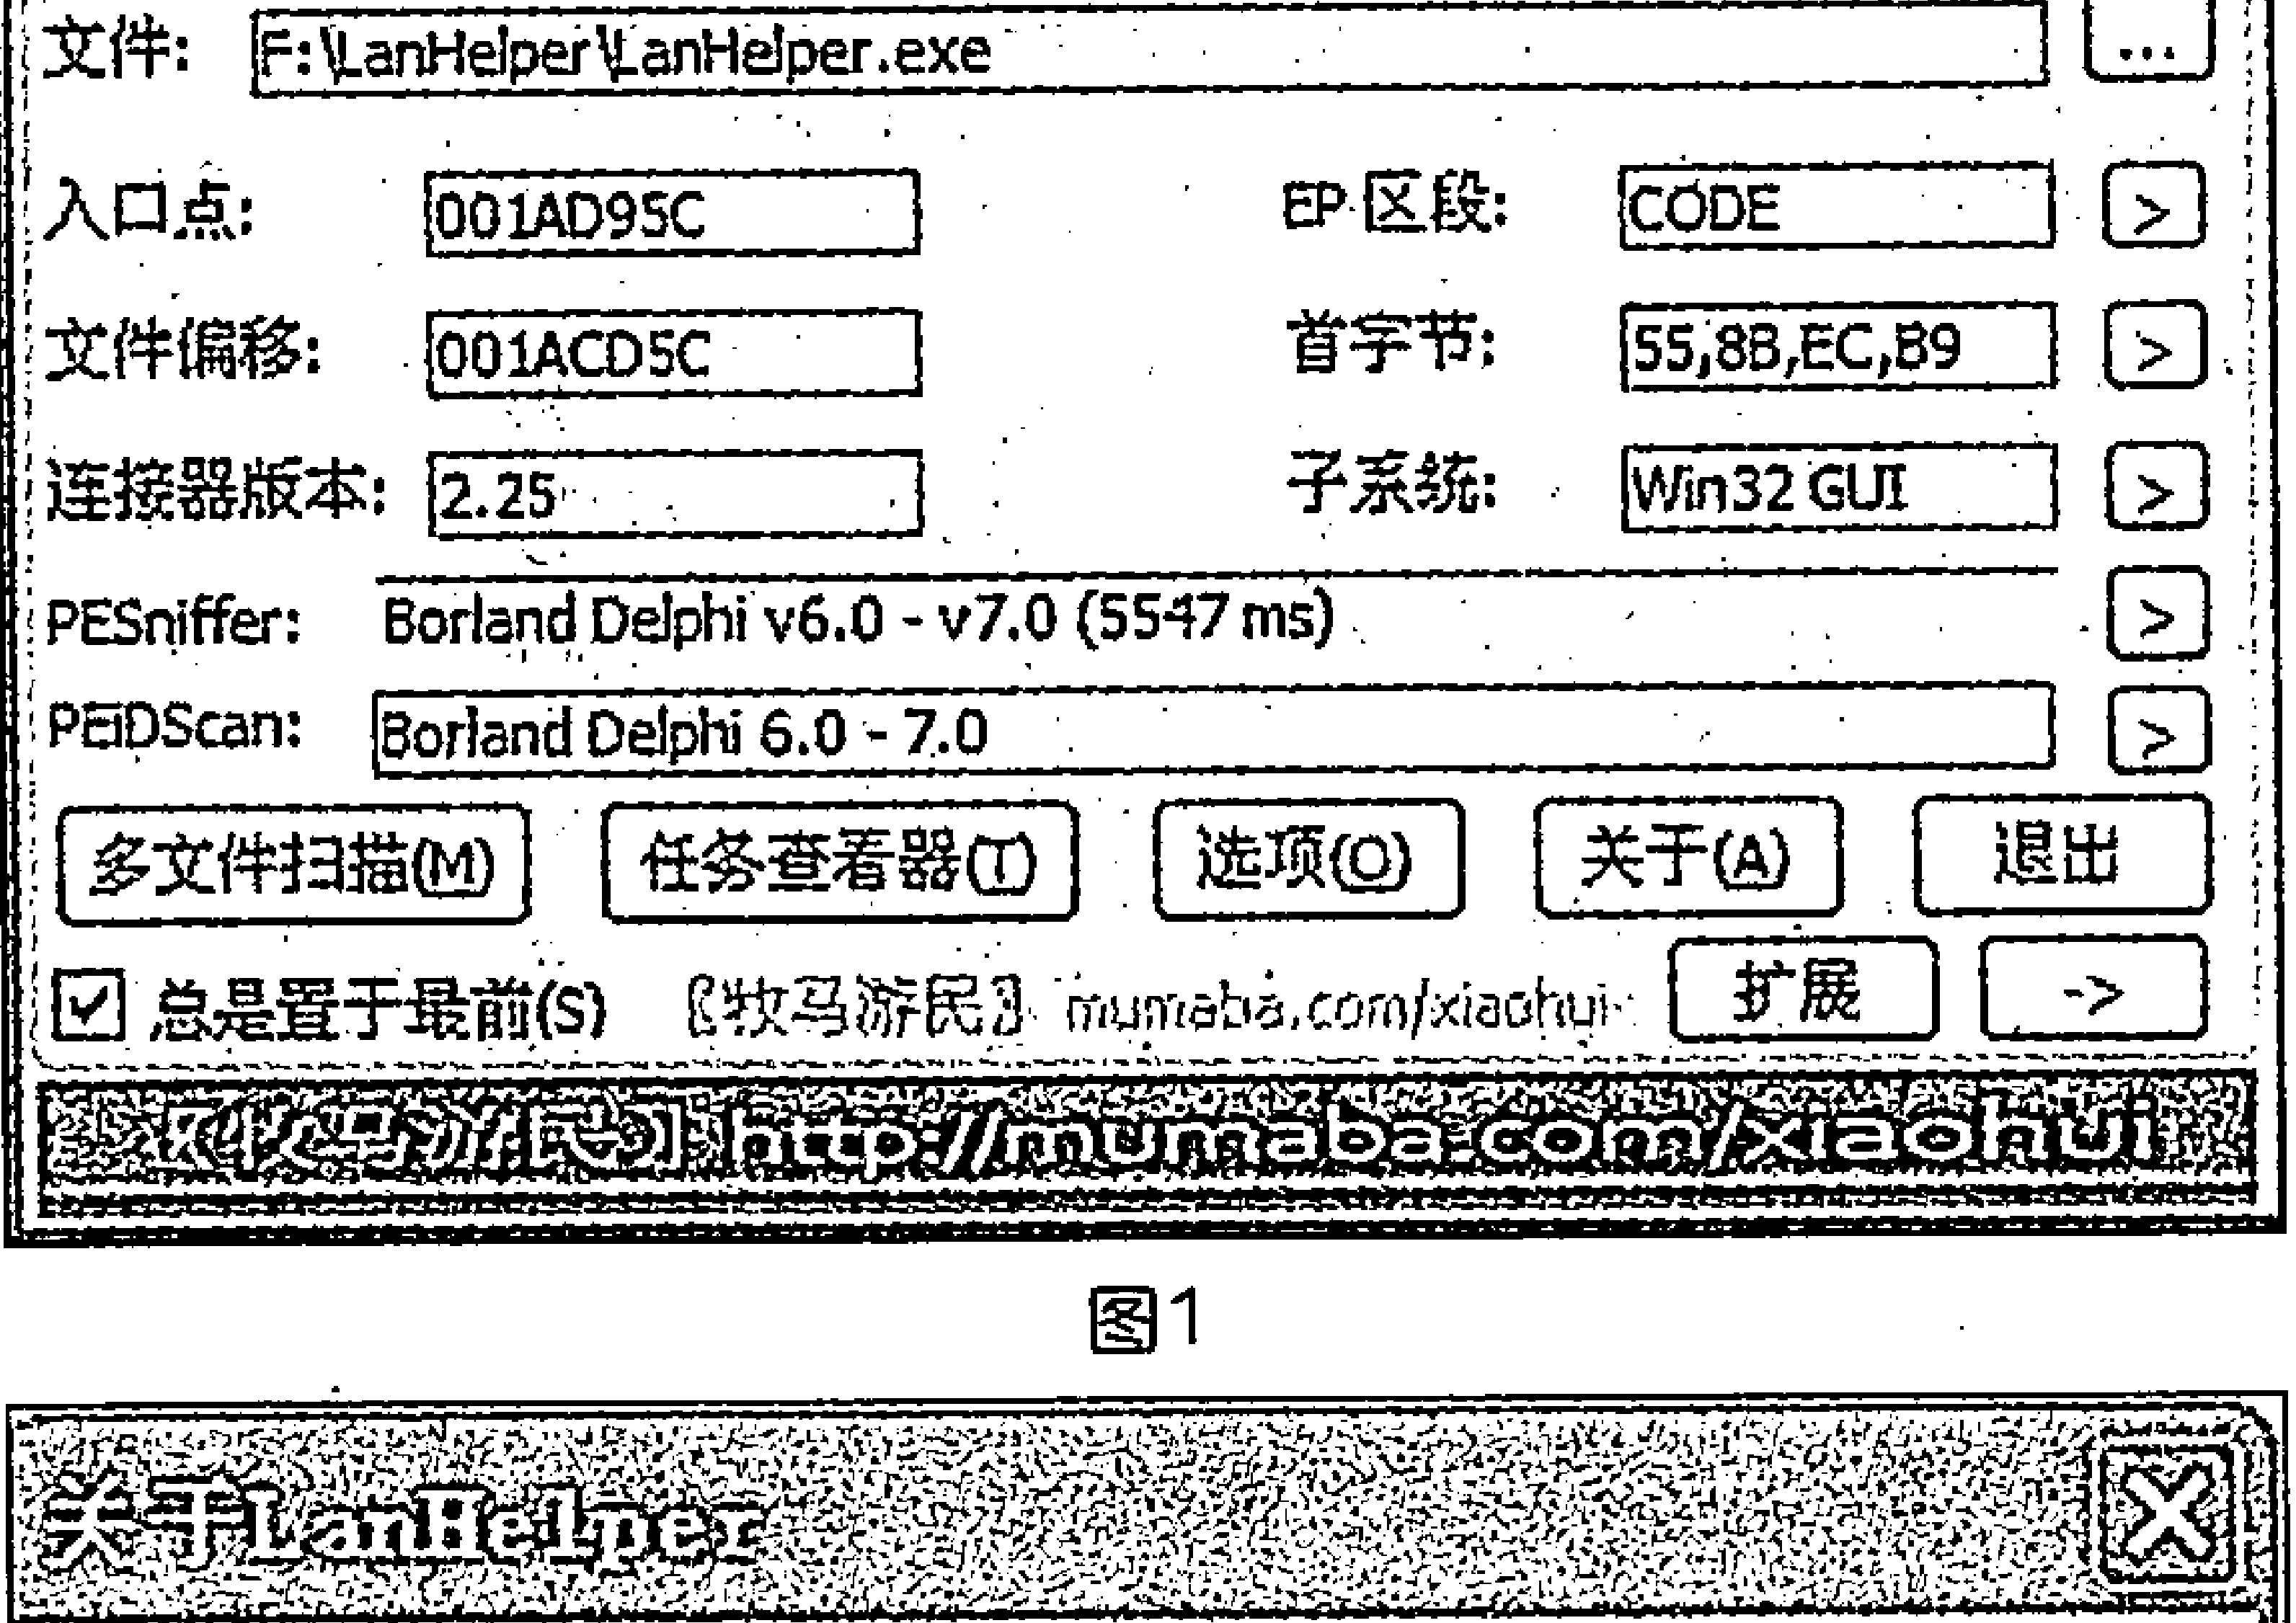 文件: F:\LanHelper\LanHelper.exe ...
入口点: 001AD95C EP 区段: CODE >
文件偏移: 001ACD5C 首字节: 55,8B,EC,B9 >
连接器版本: 2.25 子系统: Win32 GUI >
PESniffer: Borland Delphi v6.0 - v7.0 (5547 ms) >
PEiDScan: Borland Delphi 6.0 - 7.0 >
多文件扫描(M) 任务查看器(T) 选项(O) 关于(A) 退出
总是置于最前(S) 〖牧马游民〗 mumaba.com/xiaohui 扩展 ->
〖牧马游民〗 http://mumaba.com/xiaohui
图1
关于LanHelper